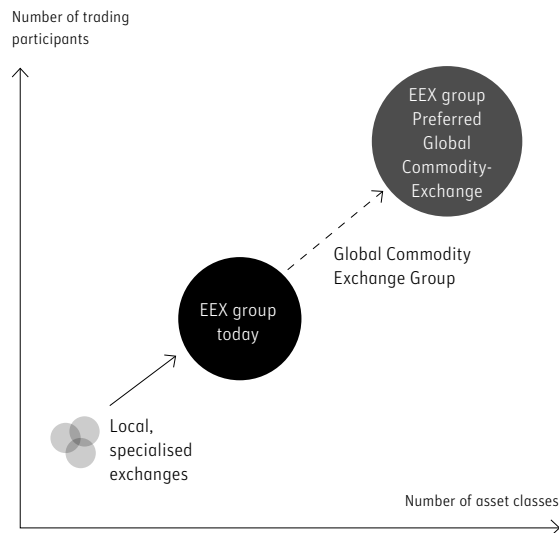 Number of trading
participants
EEX group
Preferred
Global
Commodity-
Exchange
Global Commodity
Exchange Group
EEX group
today
Local,
specialised
exchanges
Number of asset classes